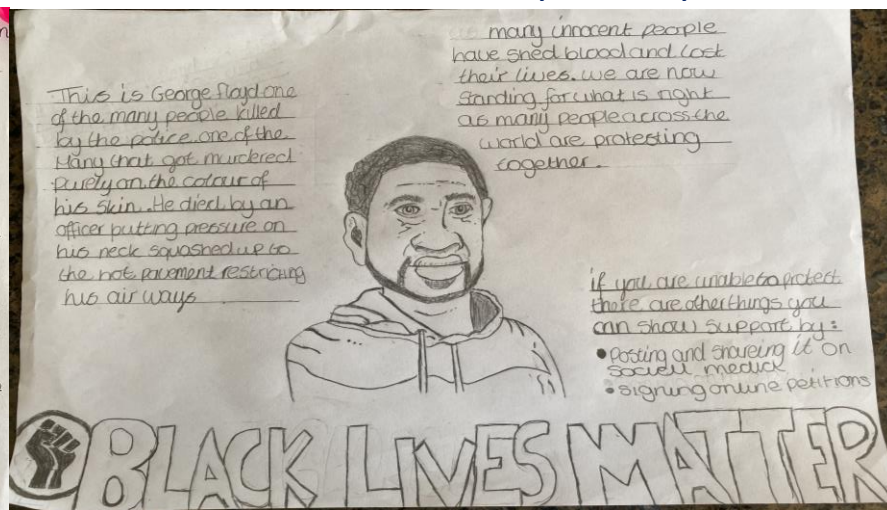 This is George floyd one
of the many people killed
by the police one of the
Many that got murdered
purely on the colour of
his skin. He died by an
officer putting pressure on
his neck squashed up to
the hot pavement restricting
his air ways
many innocent people
have shed blood and lost
their lives. we are now
standing for what is right
as many people across the
world are protesting
together.
if you are unable to protect
there are other things you
can show support by:
• Posting and shareing it on
sociell medica
• signing online petitions
BLACK LIVES MATTER